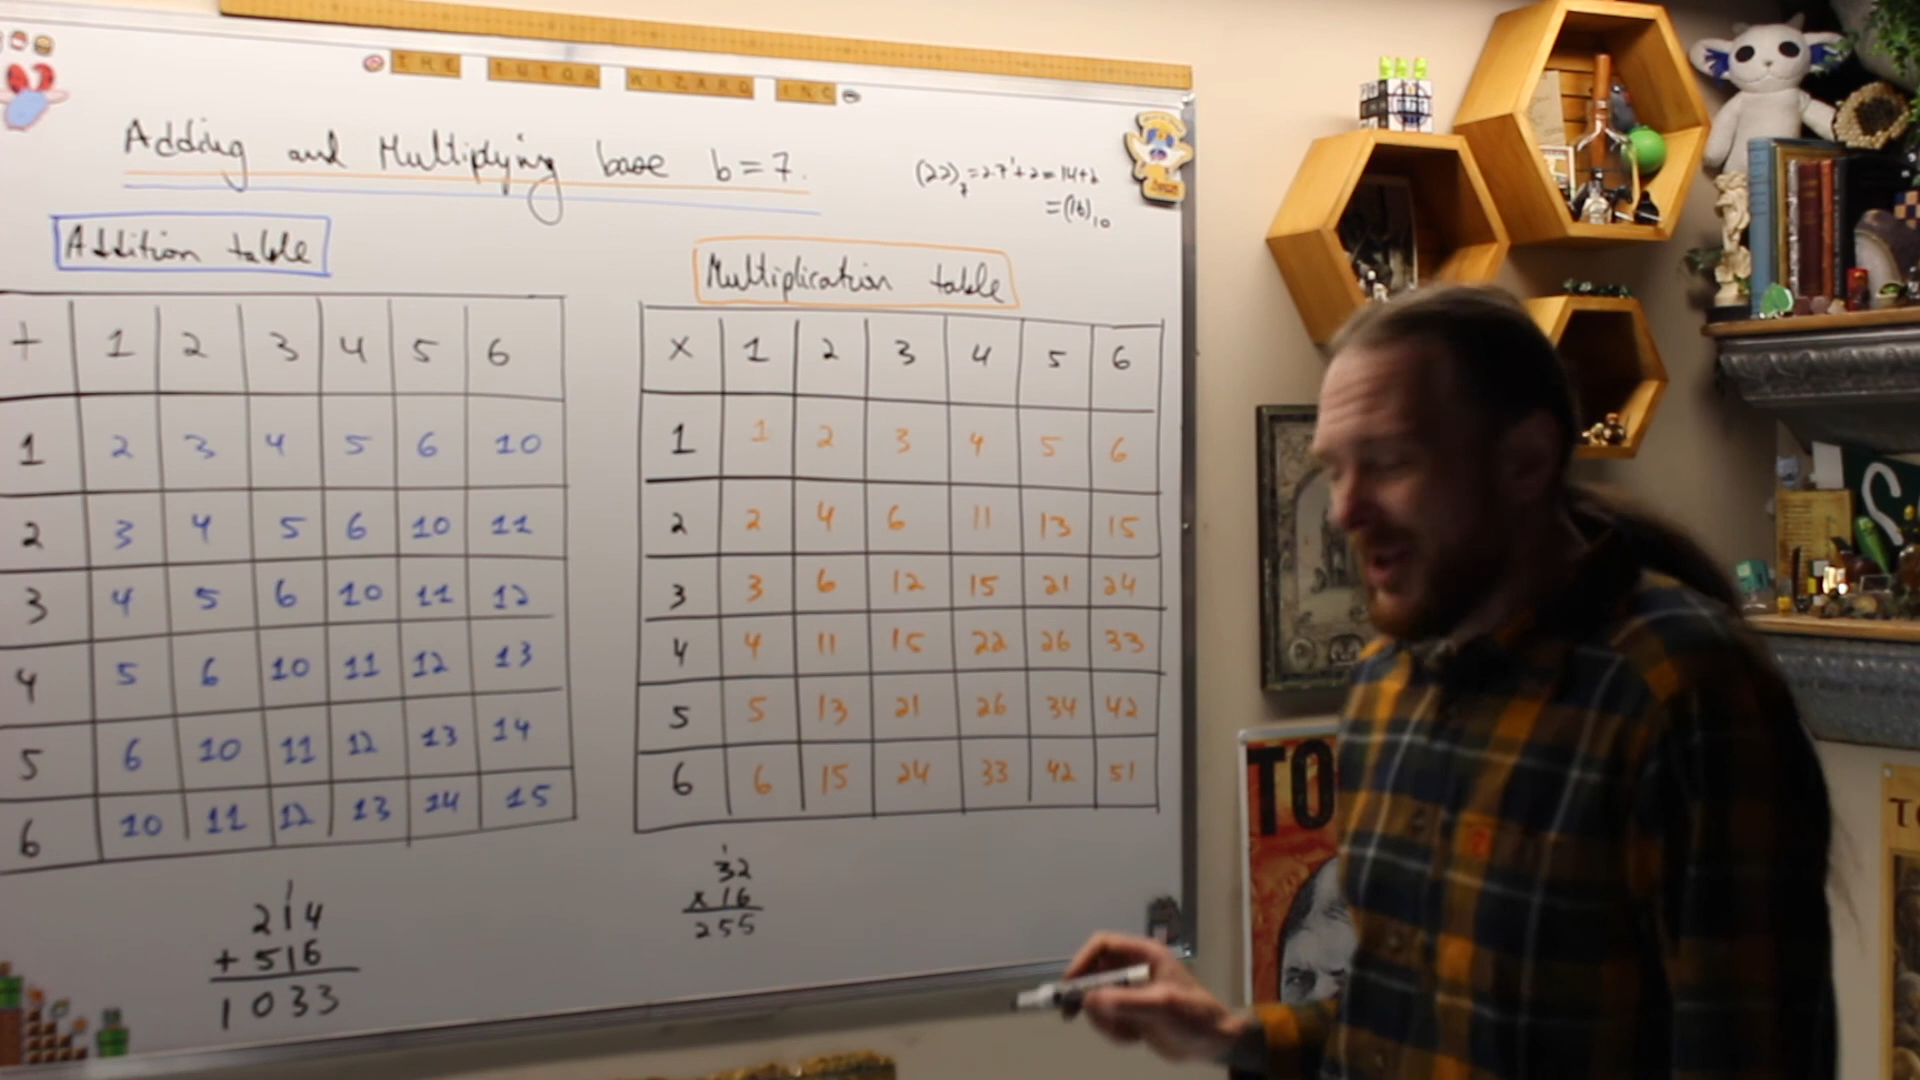 THE TUTOR WIZARD INC
Adding and Multiplying base b=7.
(22)₇=2·7¹+2=14+2
=(16)₁₀
Addition table
+ 1 2 3 4 5 6
1 2 3 4 5 6 10
2 3 4 5 6 10 11
3 4 5 6 10 11 12
4 5 6 10 11 12 13
5 6 10 11 12 13 14
6 10 11 12 13 14 15
1
214
+ 516
1033
Multiplication table
x 1 2 3 4 5 6
1 1 2 3 4 5 6
2 2 4 6 11 13 15
3 3 6 12 15 21 24
4 4 11 15 22 26 33
5 5 13 21 26 34 42
6 6 15 24 33 42 51
1
32
x 16
255
TO